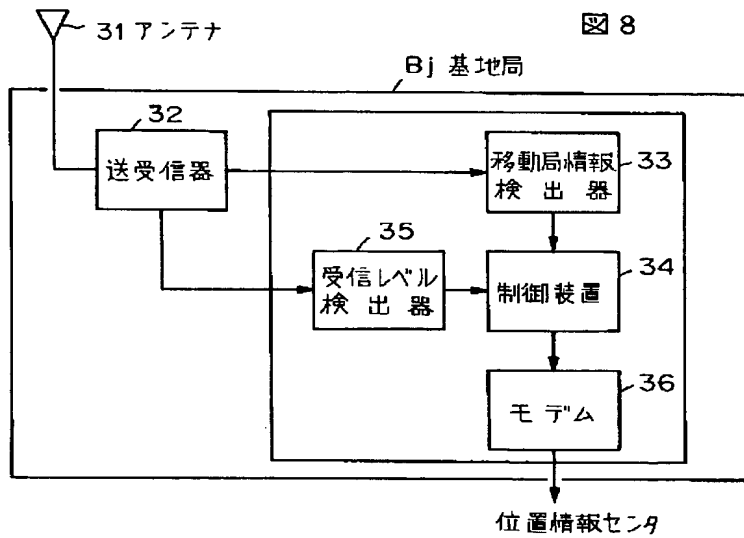 31 アンテナ
図 8
Bj 基地局
32
送受信器
移動局情報
検 出 器
33
35
受信レベル
検 出 器
制御装置
34
モデム
36
位置情報センタ